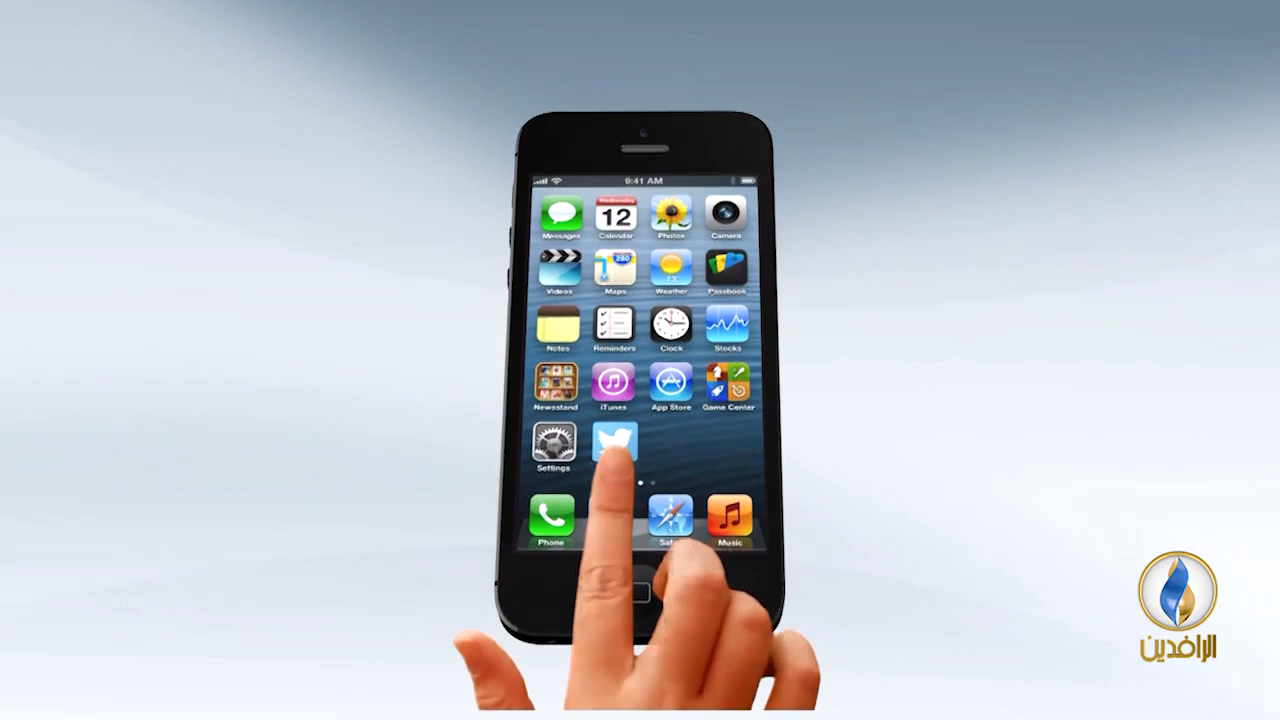 9:41 AM
Wednesday
12
Messages Calendar Photos Camera
280
73°
Videos Maps Weather Passbook
Notes Reminders Clock Stocks
Newsstand iTunes App Store Game Center
Settings
Phone Safari Music
الرافدين